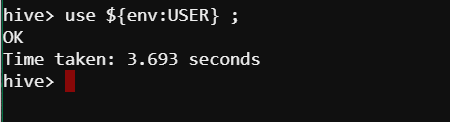 hive> use ${env:USER} ;
OK
Time taken: 3.693 seconds
hive>